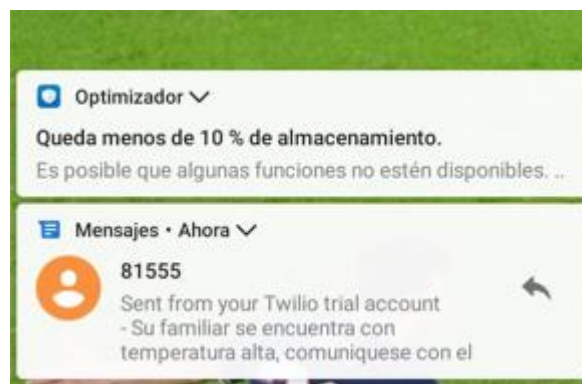 Optimizador
Queda menos de 10 % de almacenamiento.
Es posible que algunas funciones no estén disponibles. ..
Mensajes • Ahora
81555
Sent from your Twilio trial account
- Su familiar se encuentra con
temperatura alta, comuniquese con el